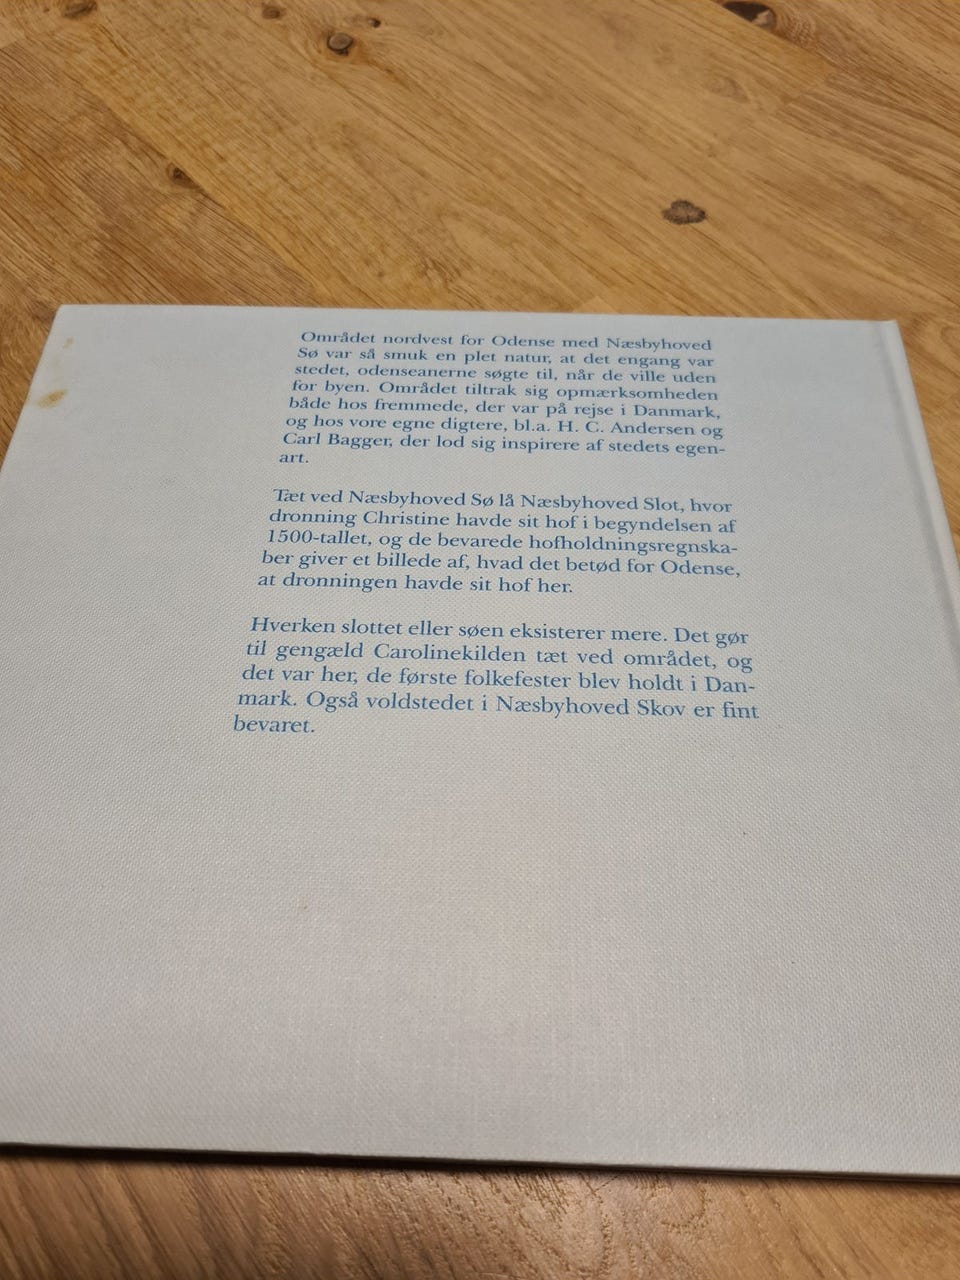 Området nordvest for Odense med Næsbyhoved
Sø var så smuk en plet natur, at det engang var
stedet, odenseanerne søgte til, når de ville uden
for byen. Området tiltrak sig opmærksomheden
både hos fremmede, der var på rejse i Danmark,
og hos vore egne digtere, bl.a. H. C. Andersen og
Carl Bagger, der lod sig inspirere af stedets egen-
art.
Tæt ved Næsbyhoved Sø lå Næsbyhoved Slot, hvor
dronning Christine havde sit hof i begyndelsen af
1500-tallet, og de bevarede hofholdningsregnska-
ber giver et billede af, hvad det betød for Odense,
at dronningen havde sit hof her.
Hverken slottet eller søen eksisterer mere. Det gør
til gengæld Carolinekilden tæt ved området, og
det var her, de første folkefester blev holdt i Dan-
mark. Også voldstedet i Næsbyhoved Skov er fint
bevaret.